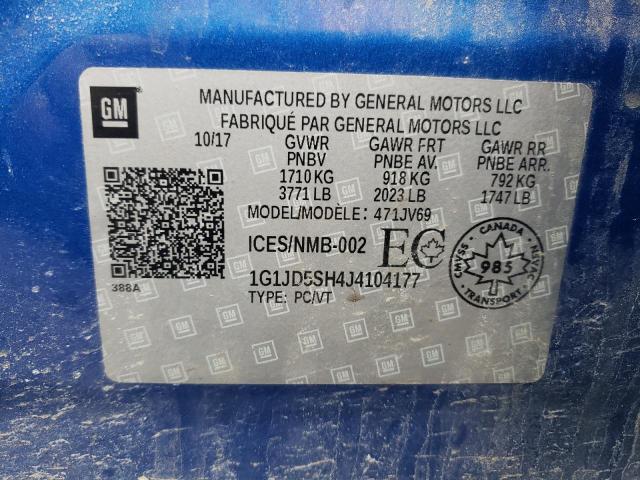 GM
MANUFACTURED BY GENERAL MOTORS LLC
FABRIQUÉ PAR GENERAL MOTORS LLC
10/17 GVWR GAWR FRT GAWR RR
PNBV PNBE AV. PNBE ARR.
1710 KG 918 KG 792 KG
3771 LB 2023 LB 1747 LB
MODEL/MODÈLE: 471JV69
ICES/NMB-002 EC
388A
1G1JD5SH4J4104177
TYPE: PC/VT
CANADA
CMVSS 985 NSVAC
TRANSPORT